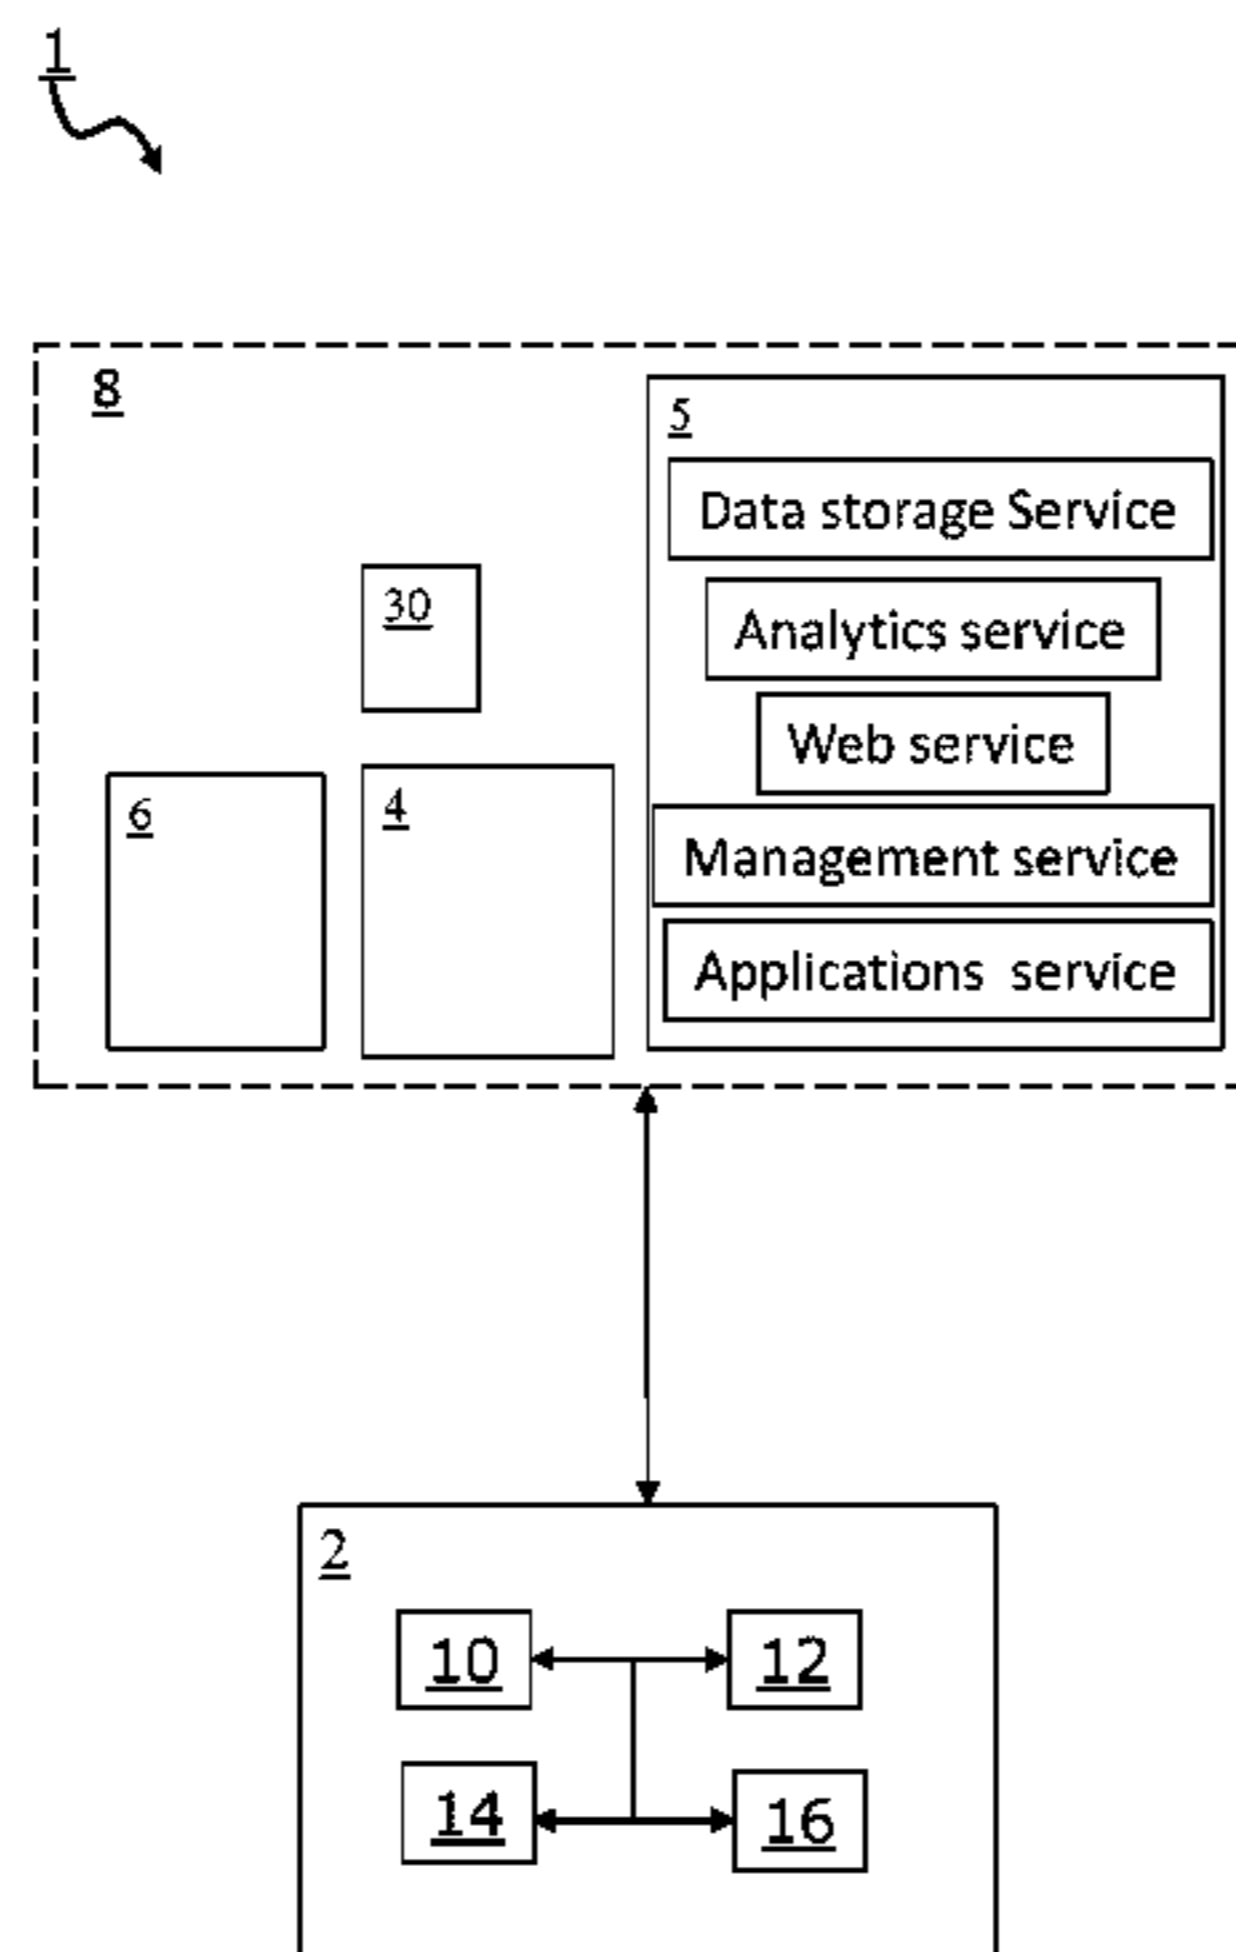 1
8
5
Data storage Service
Analytics service
30
Web service
6
4
Management service
Applications service
2
10
12
14
16